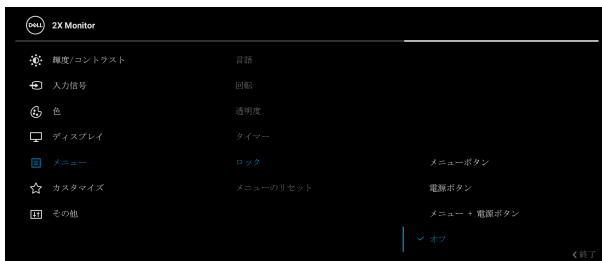 DELL 2X Monitor
輝度/コントラスト 言語
入力信号 回転
色 透明度
ディスプレイ タイマー
メニュー ロック メニューボタン
カスタマイズ メニューのリセット 電源ボタン
その他 メニュー + 電源ボタン
オフ
終了